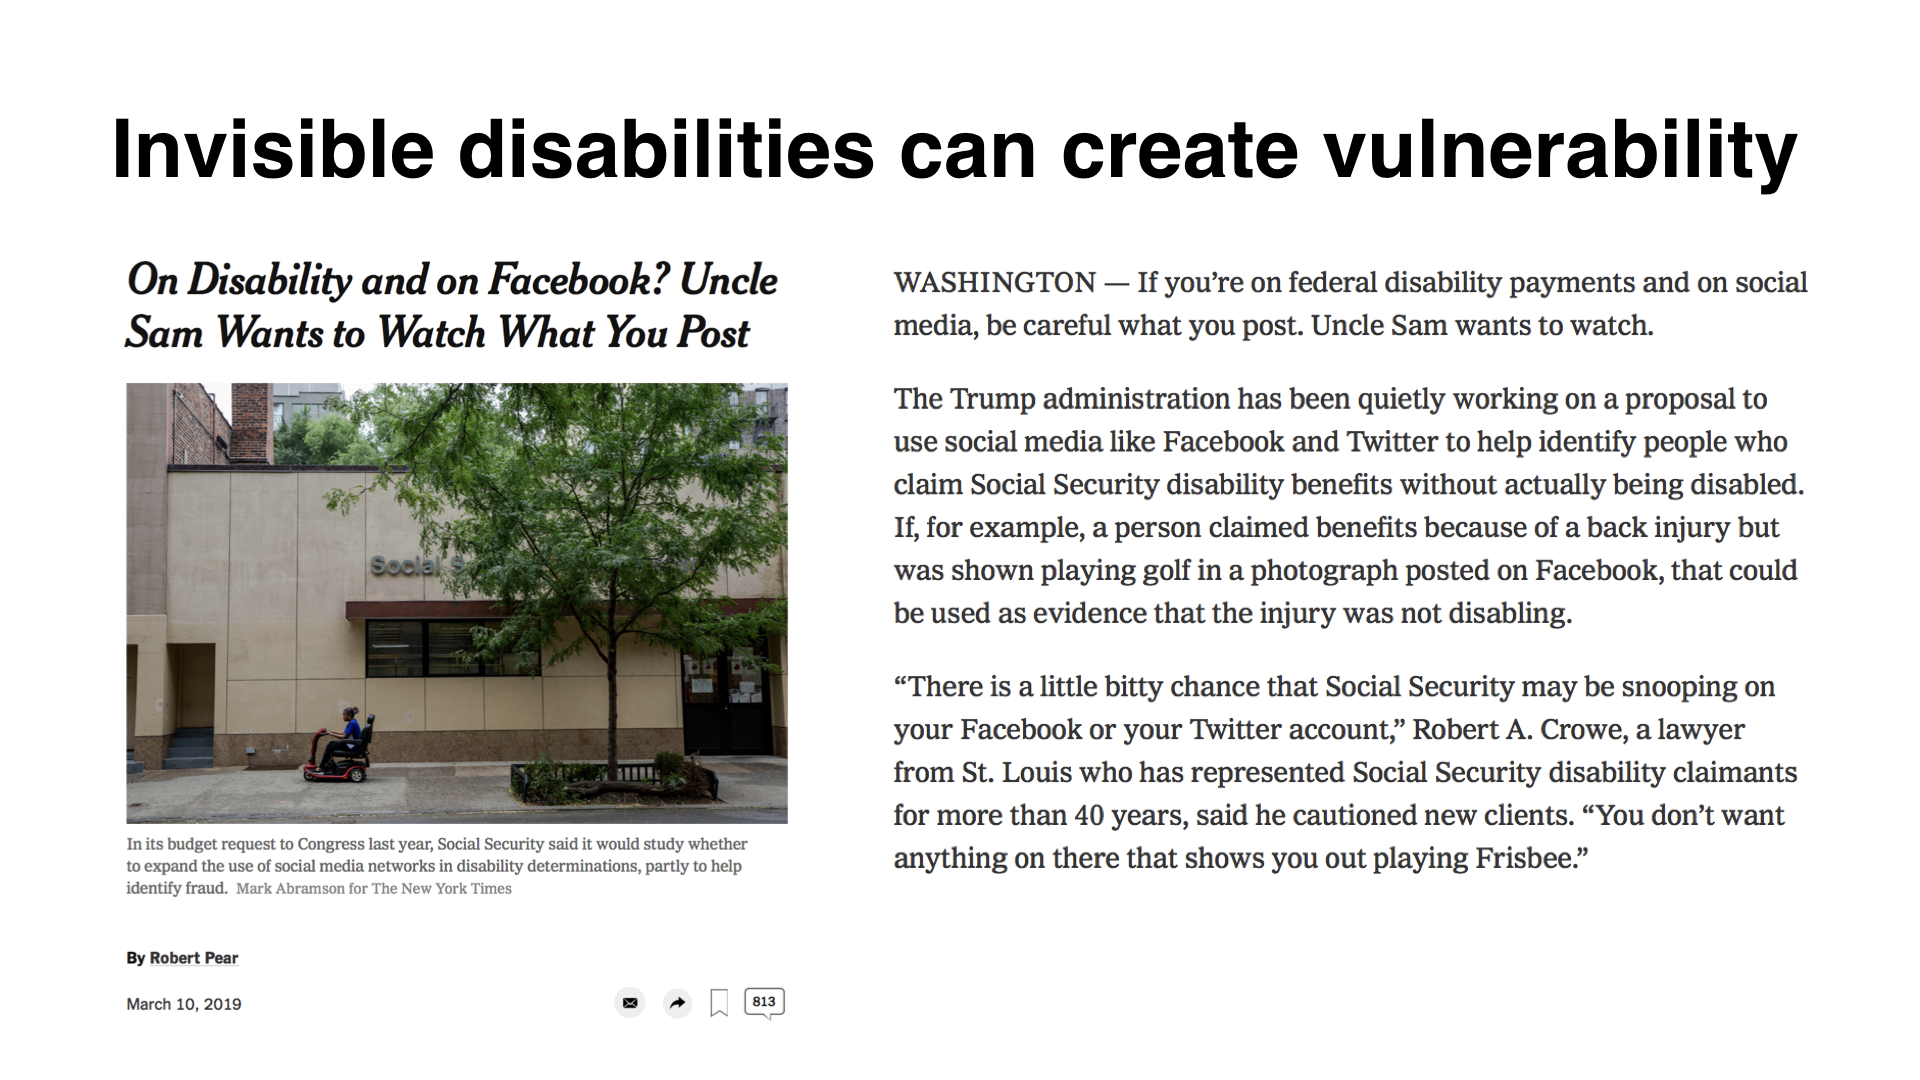 Invisible disabilities can create vulnerability
On Disability and on Facebook? Uncle
Sam Wants to Watch What You Post
Social S
In its budget request to Congress last year, Social Security said it would study whether
to expand the use of social media networks in disability determinations, partly to help
identify fraud. Mark Abramson for The New York Times
By Robert Pear
March 10, 2019
813
WASHINGTON — If you’re on federal disability payments and on social
media, be careful what you post. Uncle Sam wants to watch.
The Trump administration has been quietly working on a proposal to
use social media like Facebook and Twitter to help identify people who
claim Social Security disability benefits without actually being disabled.
If, for example, a person claimed benefits because of a back injury but
was shown playing golf in a photograph posted on Facebook, that could
be used as evidence that the injury was not disabling.
“There is a little bitty chance that Social Security may be snooping on
your Facebook or your Twitter account,” Robert A. Crowe, a lawyer
from St. Louis who has represented Social Security disability claimants
for more than 40 years, said he cautioned new clients. “You don’t want
anything on there that shows you out playing Frisbee.”